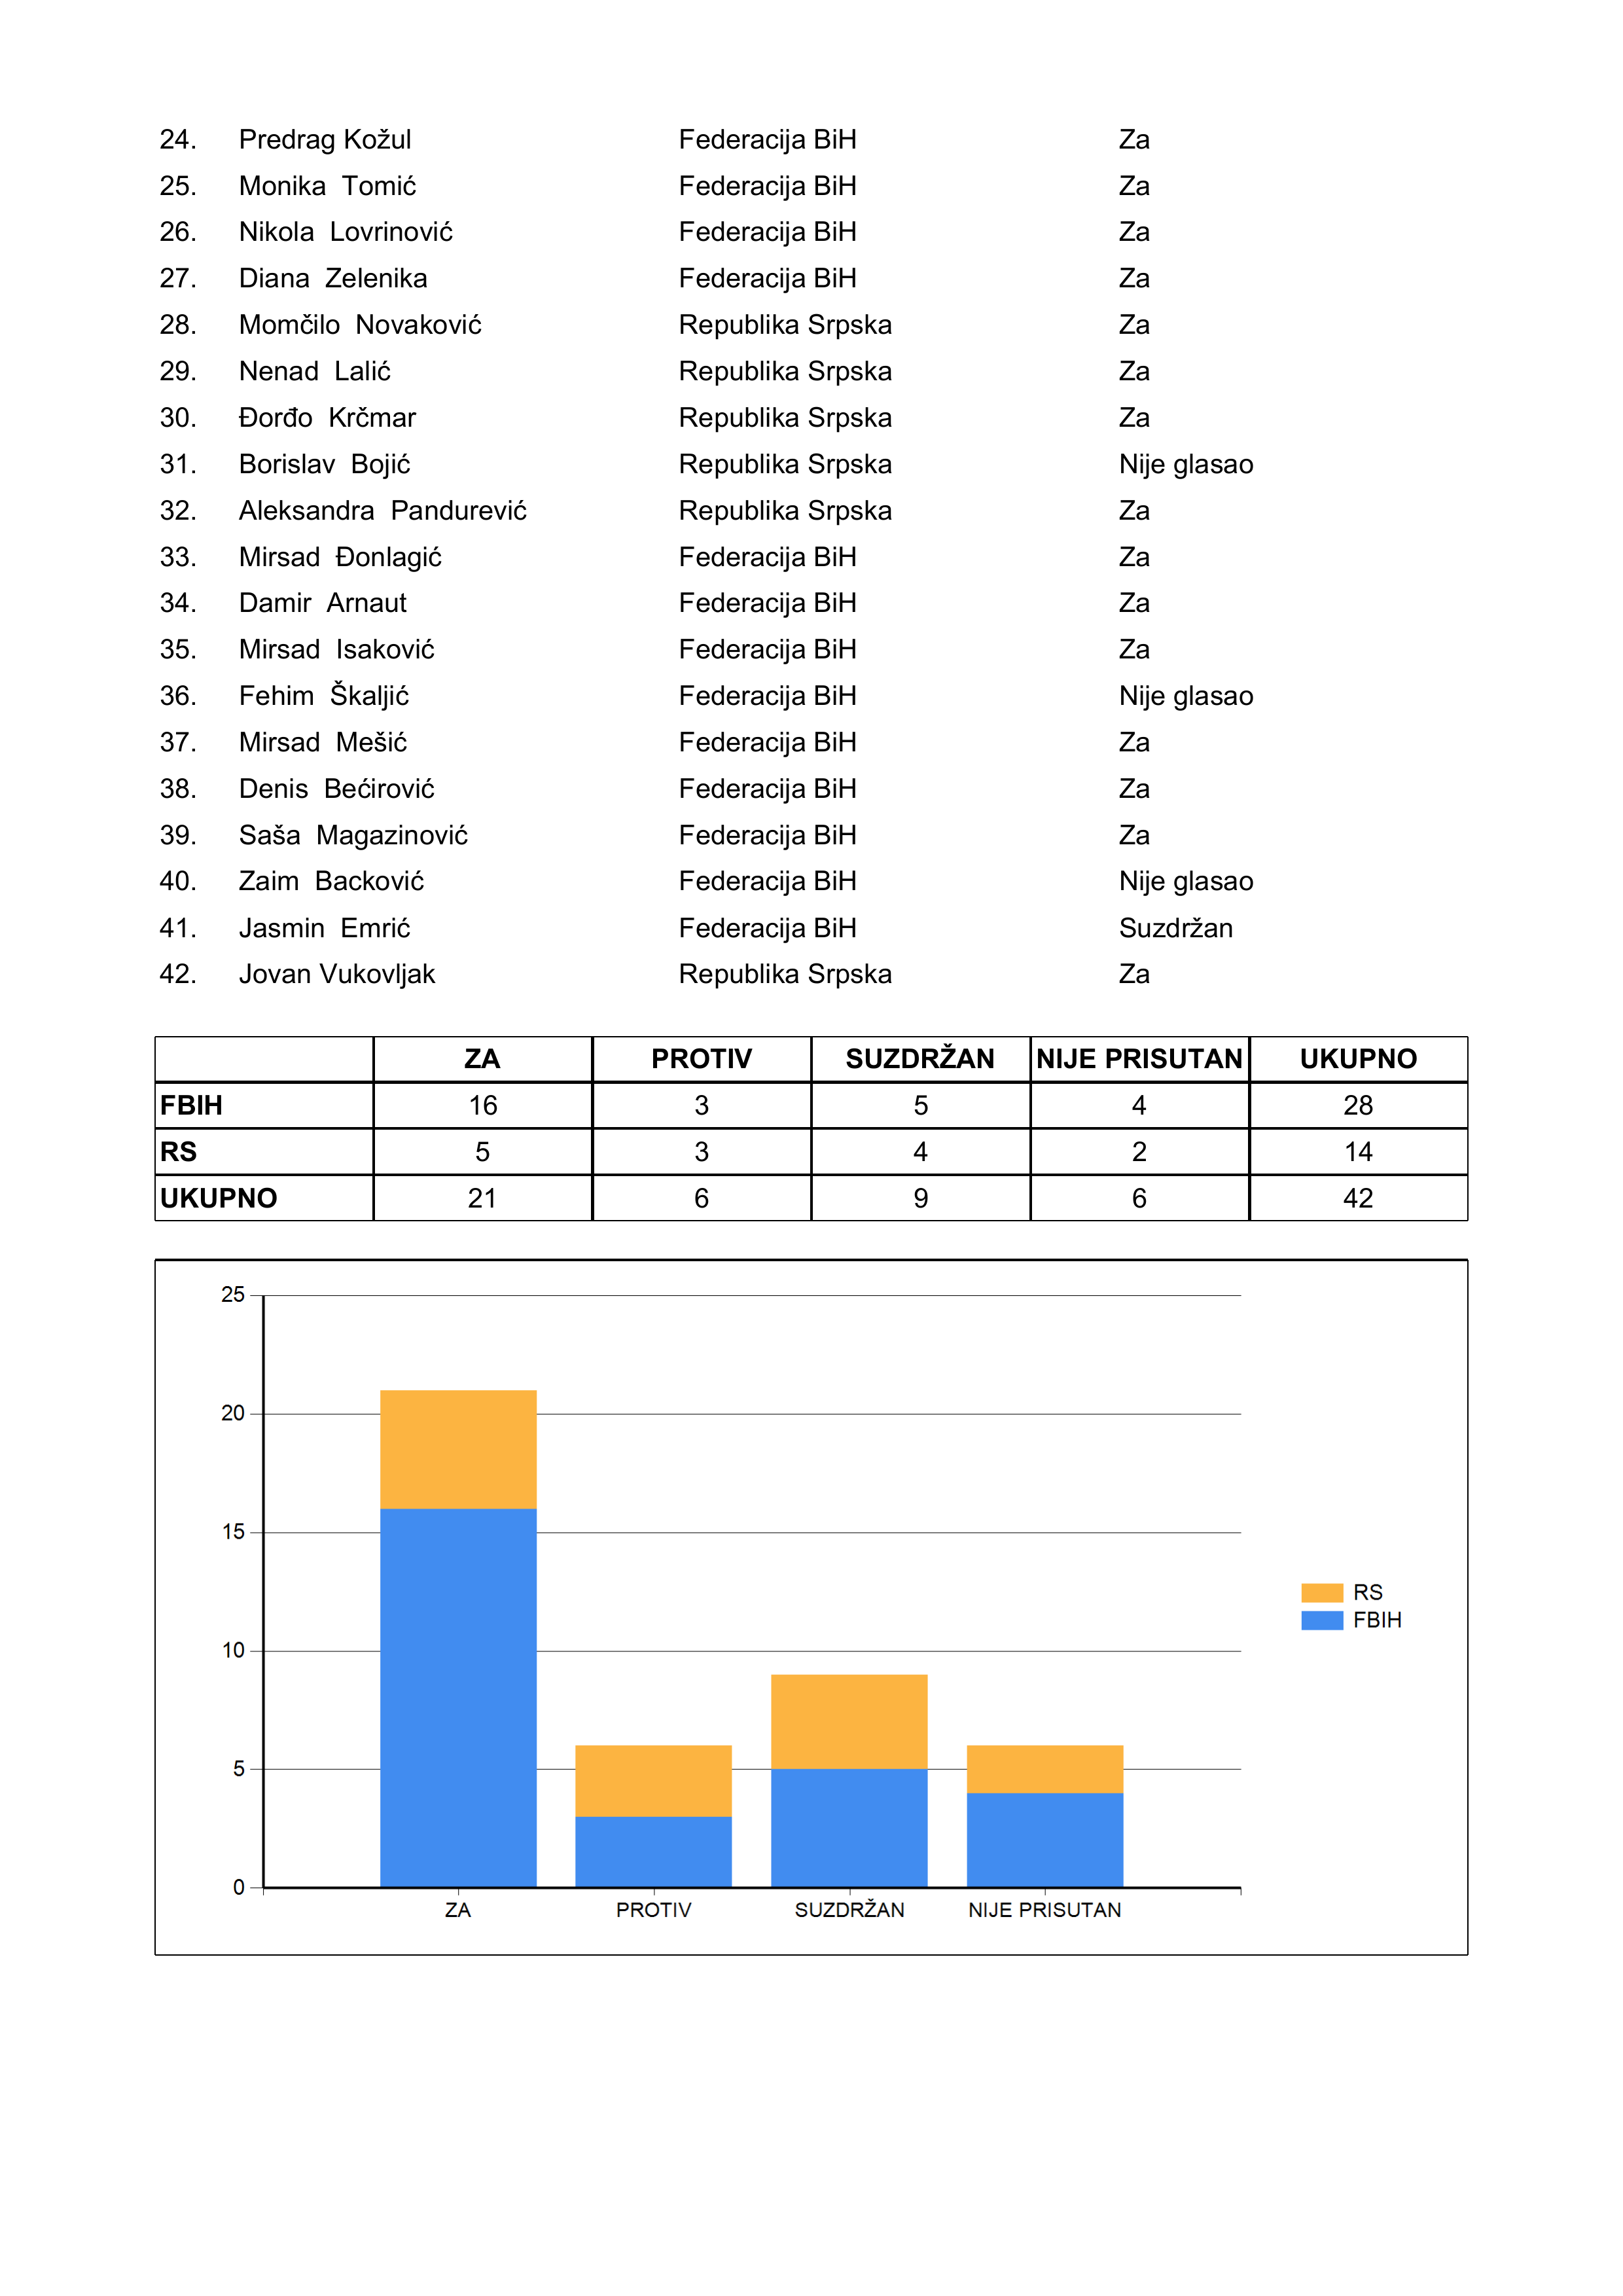 24. Predrag Kožul Federacija BiH Za
25. Monika Tomić Federacija BiH Za
26. Nikola Lovrinović Federacija BiH Za
27. Diana Zelenika Federacija BiH Za
28. Momčilo Novaković Republika Srpska Za
29. Nenad Lalić Republika Srpska Za
30. Đorđo Krčmar Republika Srpska Za
31. Borislav Bojić Republika Srpska Nije glasao
32. Aleksandra Pandurević Republika Srpska Za
33. Mirsad Đonlagić Federacija BiH Za
34. Damir Arnaut Federacija BiH Za
35. Mirsad Isaković Federacija BiH Za
36. Fehim Škaljić Federacija BiH Nije glasao
37. Mirsad Mešić Federacija BiH Za
38. Denis Bećirović Federacija BiH Za
39. Saša Magazinović Federacija BiH Za
40. Zaim Backović Federacija BiH Nije glasao
41. Jasmin Emrić Federacija BiH Suzdržan
42. Jovan Vukovljak Republika Srpska Za
ZA PROTIV SUZDRŽAN NIJE PRISUTAN UKUPNO
FBIH 16 3 5 4 28
RS 5 3 4 2 14
UKUPNO 21 6 9 6 42
25
20
15
10
5
0
ZA PROTIV SUZDRŽAN NIJE PRISUTAN
RS
FBIH